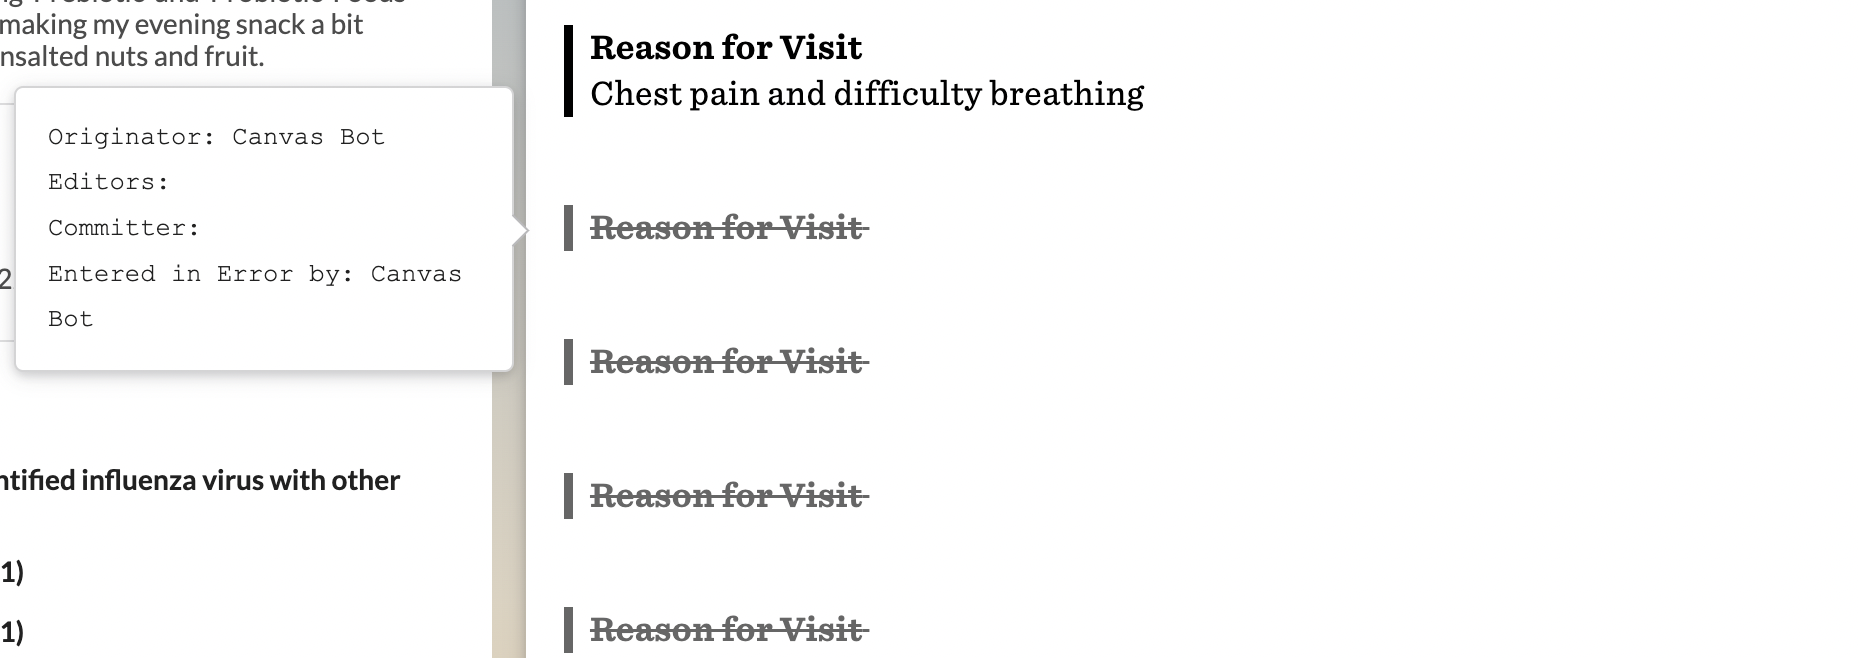 making my evening snack a bit
nsalted nuts and fruit.
Originator: Canvas Bot
Editors:
Committer:
Entered in Error by: Canvas
Bot
2
ntified influenza virus with other
1)
1)
Reason for Visit
Chest pain and difficulty breathing
Reason for Visit
Reason for Visit
Reason for Visit
Reason for Visit